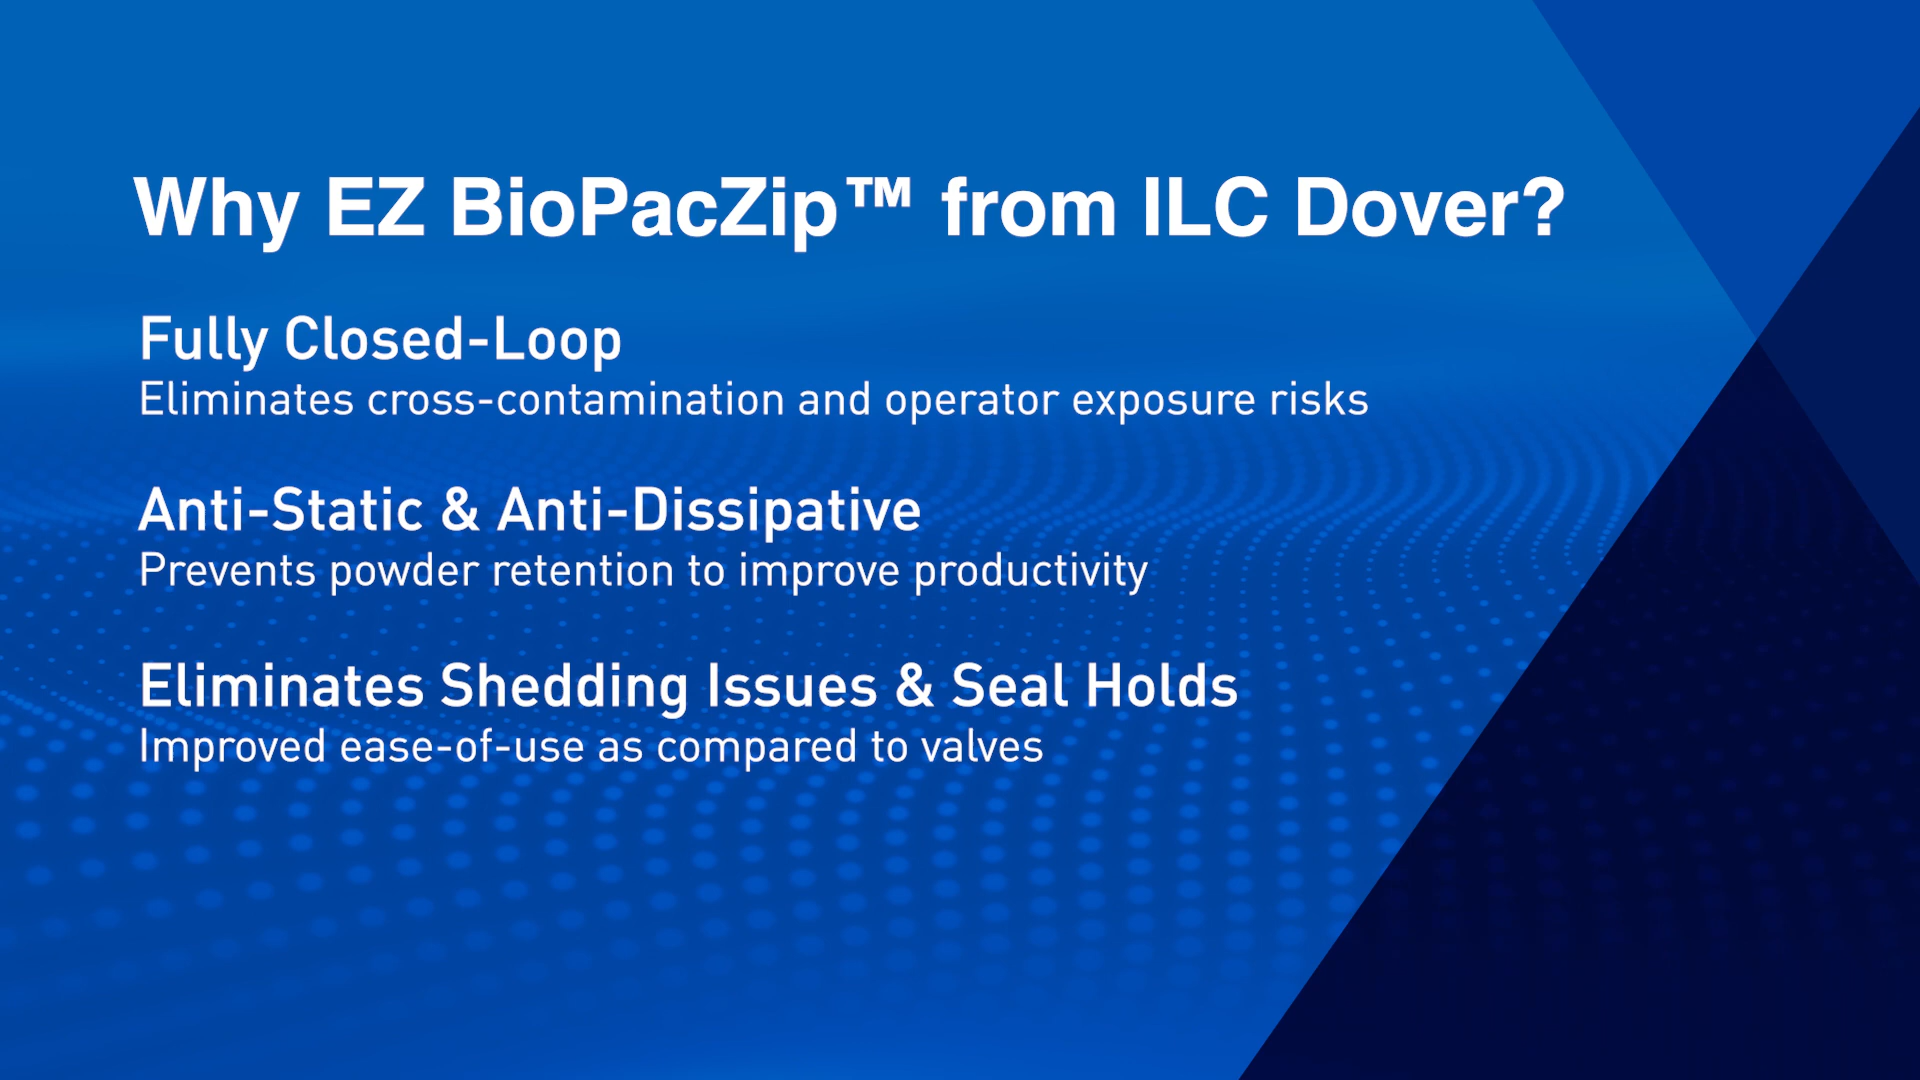 Why EZ BioPacZip™ from ILC Dover?
Fully Closed-Loop
Eliminates cross-contamination and operator exposure risks
Anti-Static & Anti-Dissipative
Prevents powder retention to improve productivity
Eliminates Shedding Issues & Seal Holds
Improved ease-of-use as compared to valves